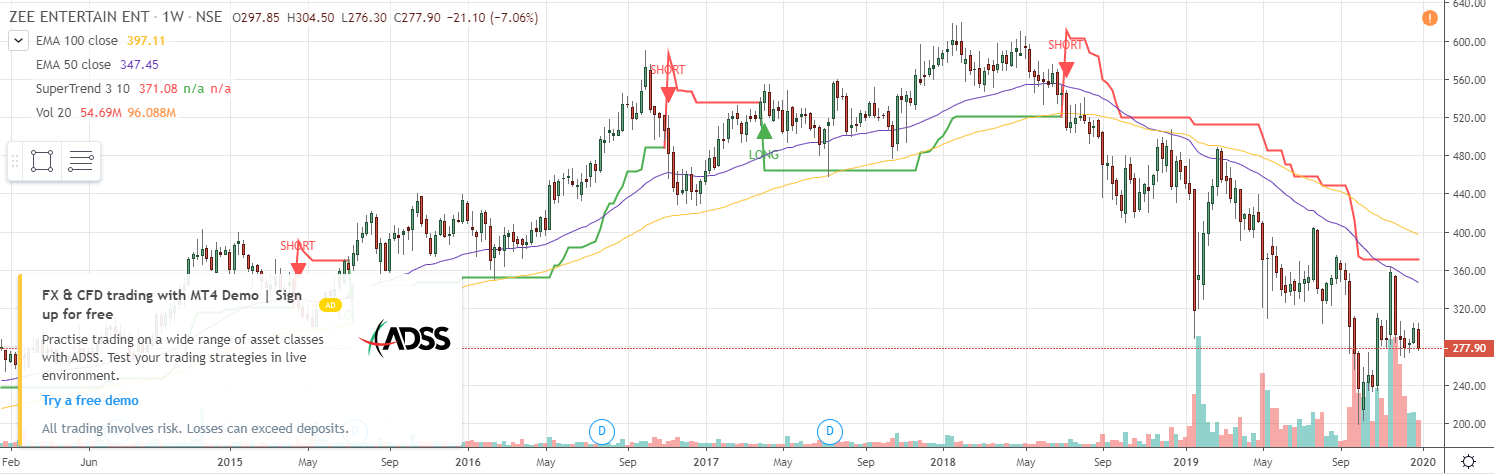 ZEE ENTERTAIN ENT · 1W · NSE O297.85 H304.50 L276.30 C277.90 −21.10 (−7.06%)
EMA 100 close 397.11
EMA 50 close 347.45
SuperTrend 3 10 371.08 n/a n/a
Vol 20 54.69M 96.088M
SHORT
SHORT
LONG
SHORT
FX & CFD trading with MT4 Demo | Sign
up for free
AD
Practise trading on a wide range of asset classes
with ADSS. Test your trading strategies in live
environment.
Try a free demo
All trading involves risk. Losses can exceed deposits.
ADSS
D
D
640.00
!
600.00
560.00
520.00
480.00
440.00
400.00
360.00
320.00
277.90
240.00
200.00
Feb Jun 2015 May Sep 2016 May Sep 2017 May Sep 2018 May Sep 2019 May Sep 2020